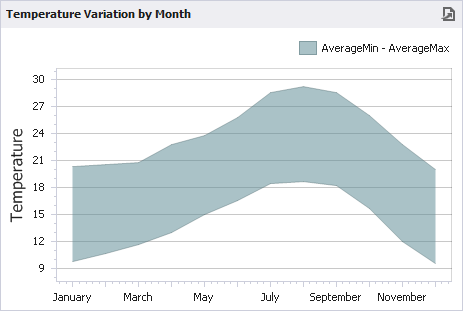 Temperature Variation by Month
AverageMin - AverageMax
Temperature
30
27
24
21
18
15
12
9
January March May July September November